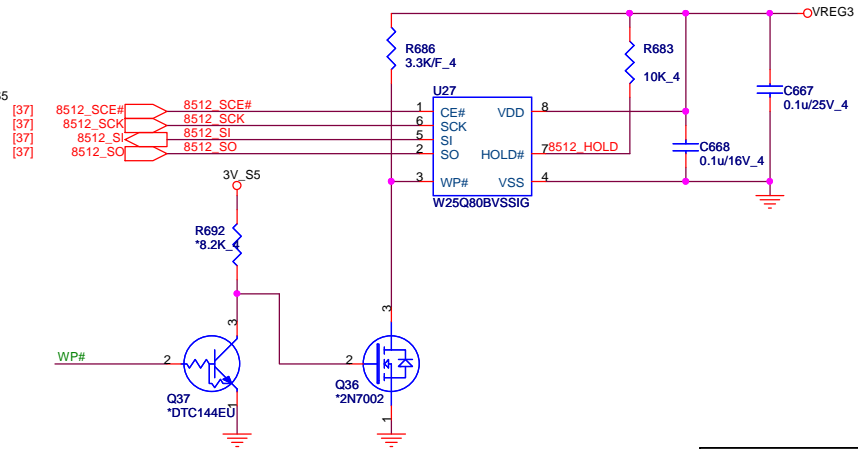 VREG3
R686
3.3K/F_4
R683
10K_4
C667
0.1u/25V_4
U27
[37] 8512_SCE# 8512_SCE# 1 CE# VDD 8
[37] 8512_SCK 8512_SCK 6 SCK
[37] 8512_SI 8512_SI 5 SI
[37] 8512_SO 8512_SO 2 SO HOLD# 7 8512_HOLD
C668
0.1u/16V_4
3 WP# VSS 4
W25Q80BVSSIG
3V_S5
R692
*8.2K_4
3
3
WP# 2
2
Q37
*DTC144EU
1
Q36
*2N7002
1